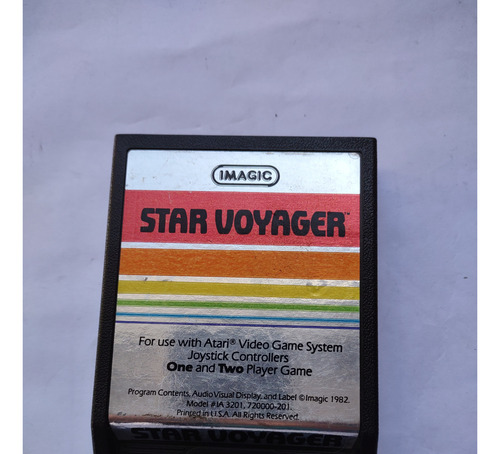 IMAGIC
STAR VOYAGER™
For use with Atari® Video Game System
Joystick Controllers
One and Two Player Game
Program Contents, Audio Visual Display, and Label © Imagic 1982.
Model #IA 3201, 720000-201.
Printed in U.S.A. All Rights Reserved.
STAR VOYAGER